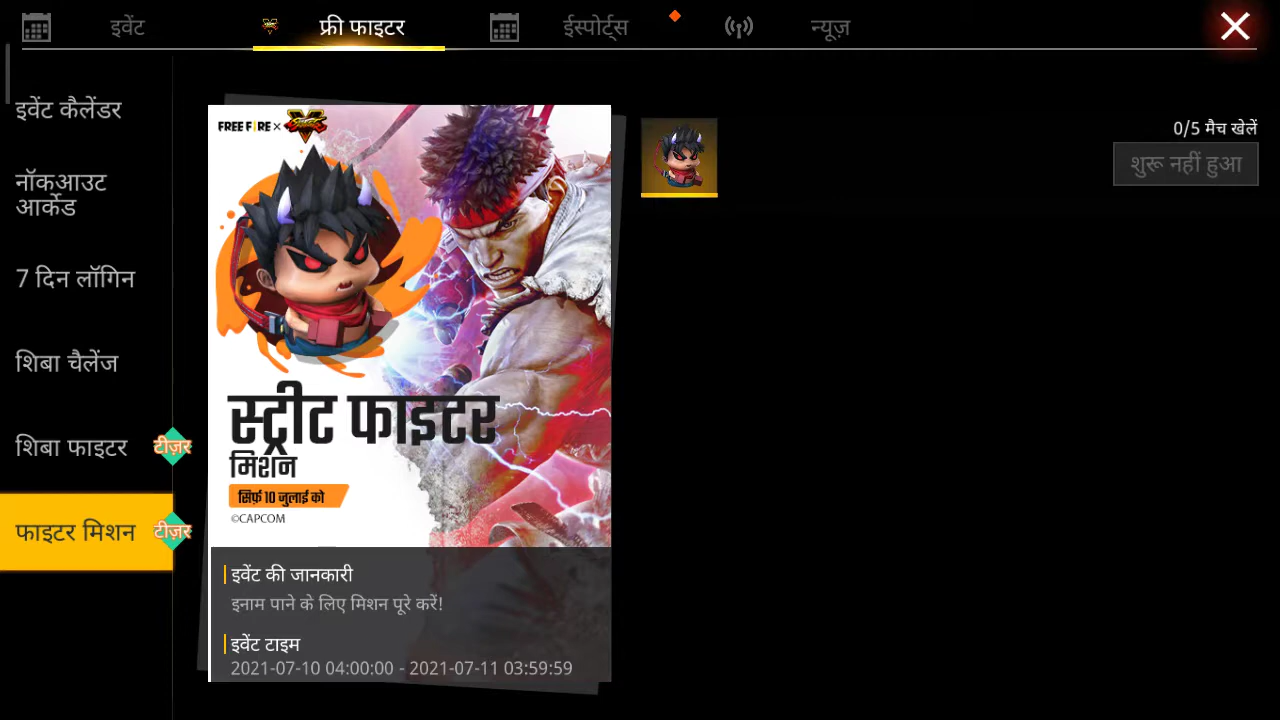 इवेंट
फ्री फाइटर
ईस्पोर्ट्स
न्यूज़
इवेंट कैलेंडर
नॉकआउट
आर्केड
7 दिन लॉगिन
शिबा चैलेंज
शिबा फाइटर
टीज़र
फाइटर मिशन
टीज़र
FREE FIRE × V
स्ट्रीट फाइटर
मिशन
सिर्फ़ 10 जुलाई को
©CAPCOM
इवेंट की जानकारी
इनाम पाने के लिए मिशन पूरे करें!
इवेंट टाइम
2021-07-10 04:00:00 - 2021-07-11 03:59:59
0/5 मैच खेलें
शुरू नहीं हुआ